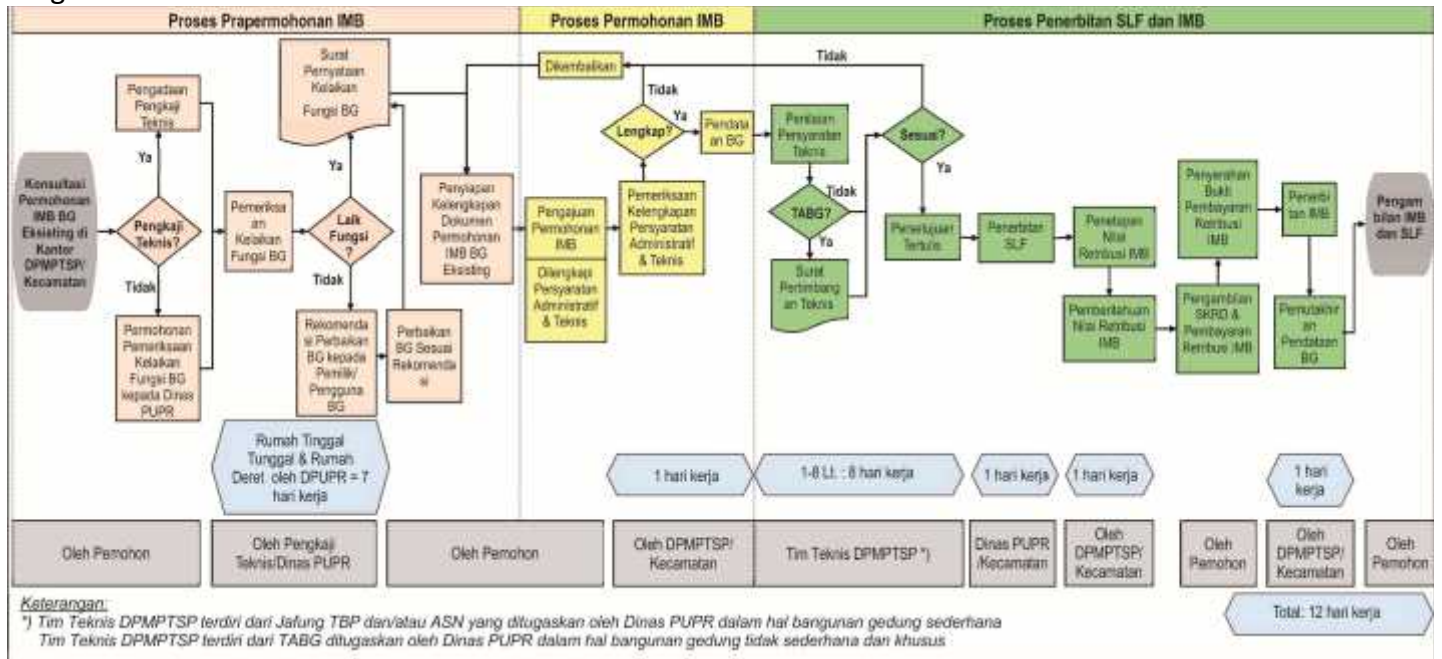 Proses Prapermohonan IMB
Proses Permohonan IMB
Proses Penerbitan SLF dan IMB
Konsultasi
Permohonan
IMB BG
Eksisting di
Kantor
DPMPTSP/
Kecamatan
Pengadaan
Pengkaji
Teknis
Ya
Pengkaji
Teknis?
Tidak
Permohonan
Pemeriksaan
Kelaikan
Fungsi BG
kepada Dinas
PUPR
Pemeriksa
an
Kelaikan
Fungsi BG
Surat
Pernyataan
Kelaikan
Fungsi BG
Ya
Laik
Fungsi
?
Tidak
Rekomenda
si Perbaikan
BG kepada
Pemilik/
Pengguna
BG
Perbaikan
BG Sesuai
Rekomenda
si
Penyiapan
Kelengkapan
Dokumen
Permohonan
IMB BG
Eksisting
Dikembalikan
Pengajuan
Permohonan
IMB
Dilengkapi
Persyaratan
Administratif
& Teknis
Tidak
Lengkap?
Ya
Pemeriksaan
Kelengkapan
Persyaratan
Administratif
& Teknis
Pendata
an BG
Tidak
Penilaian
Persyaratan
Teknis
TABG?
Tidak
Ya
Surat
Pertimbang
an Teknis
Sesuai?
Ya
Persetujuan
Tertulis
Penerbitan
SLF
Penetapan
Nilai
Retribusi IMB
Pemberitahuan
Nilai Retribusi
IMB
Penyerahan
Bukti
Pembayaran
Retribusi
IMB
Pengambilan
SKRD &
Pembayaran
Retribusi IMB
Penerbi
tan IMB
Pemutakhir
an
Pendataan
BG
Pengam
bilan IMB
dan SLF
Rumah Tinggal
Tunggal & Rumah
Deret oleh DPUPR = 7
hari kerja
1 hari kerja
1-8 Lt. : 8 hari kerja
1 hari kerja
1 hari kerja
1 hari
kerja
Oleh Pemohon
Oleh Pengkaji
Teknis/Dinas PUPR
Oleh Pemohon
Oleh DPMPTSP/
Kecamatan
Tim Teknis DPMPTSP *)
Dinas PUPR
/Kecamatan
Oleh
DPMPTSP/
Kecamatan
Oleh
Pemohon
Oleh
DPMPTSP/
Kecamatan
Oleh
Pemohon
Keterangan:
*) Tim Teknis DPMPTSP terdiri dari Jafung TBP dan/atau ASN yang ditugaskan oleh Dinas PUPR dalam hal bangunan gedung sederhana
Tim Teknis DPMPTSP terdiri dari TABG ditugaskan oleh Dinas PUPR dalam hal bangunan gedung tidak sederhana dan khusus
Total: 12 hari kerja